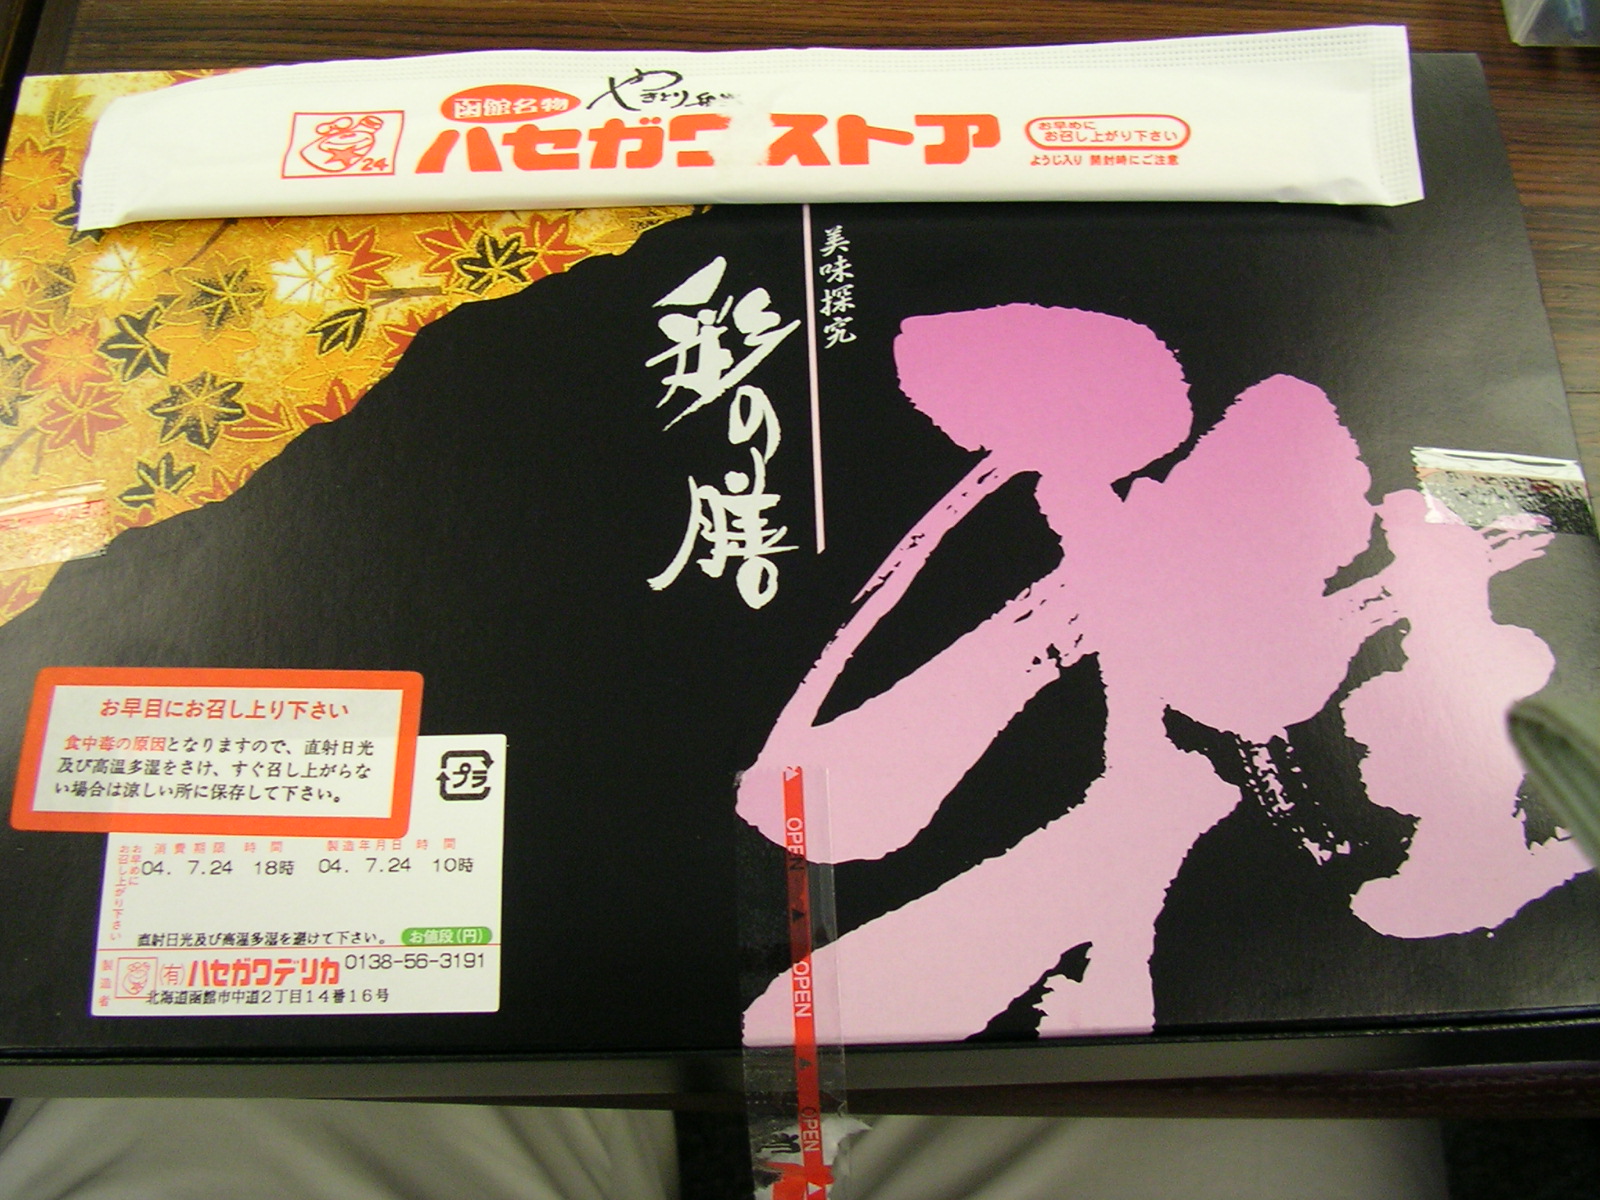 函館名物
やきとり弁当
ハセガワストア
24
お早めに
お召し上がり下さい
ようじ入り 開封時にご注意
美味探究
彩の膳
お早目にお召し上り下さい
食中毒の原因となりますので、直射日光
及び高温多湿をさけ、すぐ召し上がらな
い場合は涼しい所に保存して下さい。
プラ
お早めに
お召し上がり下さい
消費期限 時間 製造年月日 時間
04. 7.24 18時 04. 7.24 10時
直射日光及び高温多湿を避けて下さい。
お値段(円)
製造者
(有)ハセガワデリカ 0138-56-3191
北海道函館市中道2丁目14番16号
OPEN
OPEN
OPEN